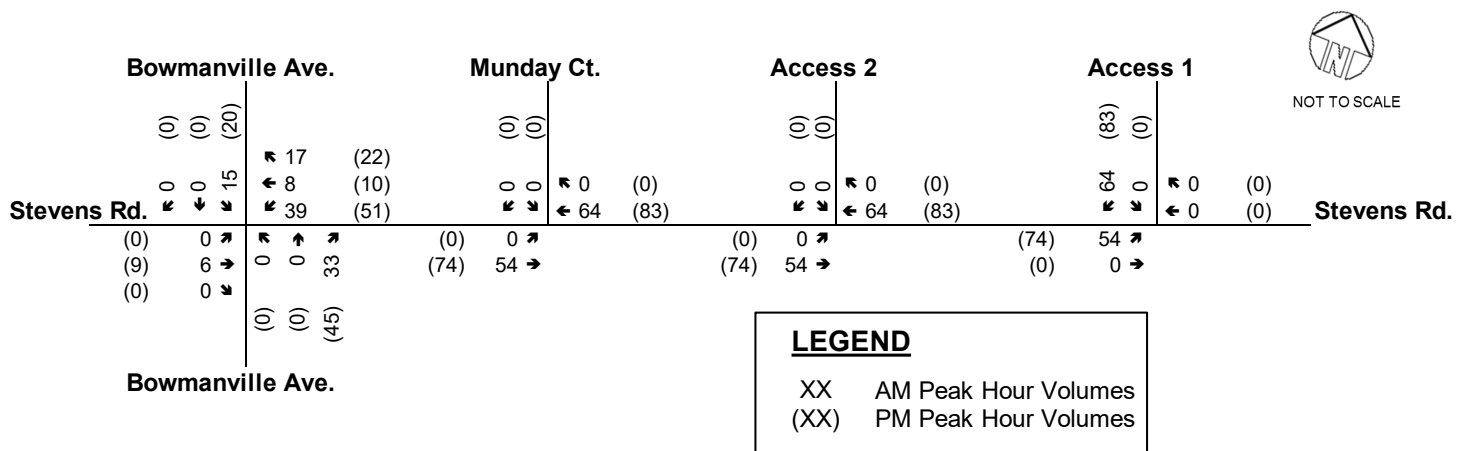 Bowmanville Ave. Munday Ct. Access 2 Access 1
N
NOT TO SCALE
(0) (0) (20) (0) (0) (0) (0) (83) (0)
17 (22)
0 0 15 8 (10) 0 0 0 (0) 0 0 0 (0) 64 0 0 (0)
Stevens Rd. 39 (51) 64 (83) 64 (83) 0 (0) Stevens Rd.
(0) 0 (0) 0 (0) 0 (74) 54
(9) 6 0 0 33 (74) 54 (74) 54 (0) 0
(0) 0
(0) (0) (45)
Bowmanville Ave.
LEGEND
XX AM Peak Hour Volumes
(XX) PM Peak Hour Volumes